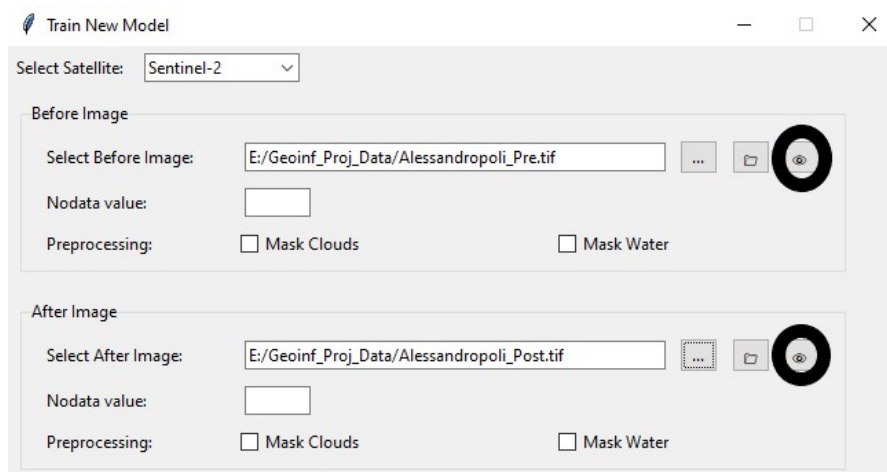 Train New Model
Select Satellite: Sentinel-2
Before Image
Select Before Image: E:/Geoinf_Proj_Data/Alessandropoli_Pre.tif ...
Nodata value:
Preprocessing: Mask Clouds Mask Water
After Image
Select After Image: E:/Geoinf_Proj_Data/Alessandropoli_Post.tif ...
Nodata value:
Preprocessing: Mask Clouds Mask Water